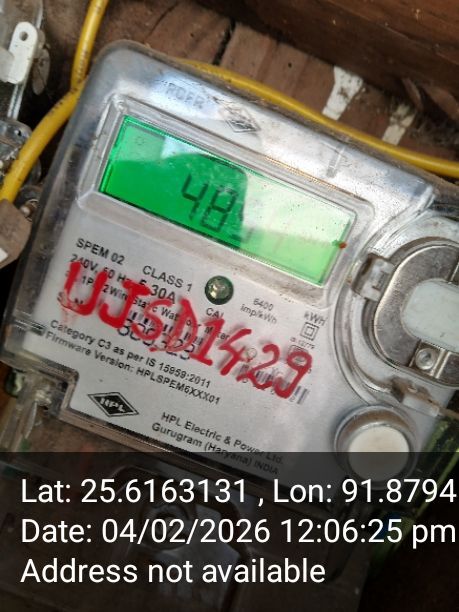 SPEM 02
CLASS 1
240V, 50 Hz 5-30A
CAL
6400
imp/kWh
kWh
UJSD1429
Category C3 as per IS 15959:2011
Firmware Version: HPLSPEM6XXX01
HPL
HPL Electric & Power Ltd.
Gurugram (Haryana) INDIA
Lat: 25.6163131 , Lon: 91.8794
Date: 04/02/2026 12:06:25 pm
Address not available